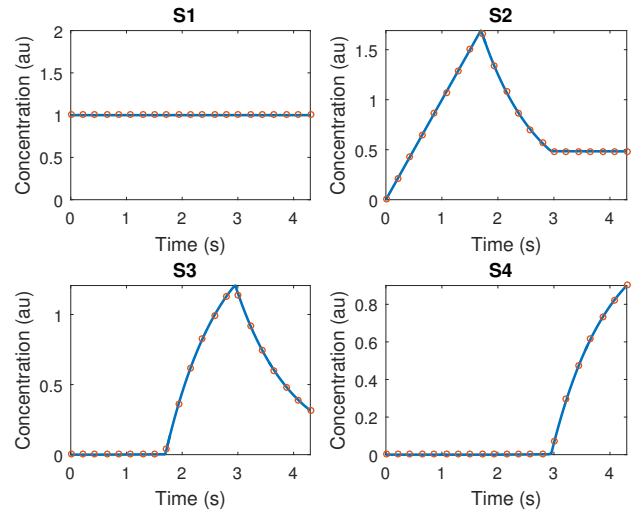 S1
2
1.5
1
0.5
0
Concentration (au)
0 1 2 3 4
Time (s)
S2
1.5
1
0.5
0
Concentration (au)
0 1 2 3 4
Time (s)
S3
1
0.5
0
Concentration (au)
0 1 2 3 4
Time (s)
S4
0.8
0.6
0.4
0.2
0
Concentration (au)
0 1 2 3 4
Time (s)